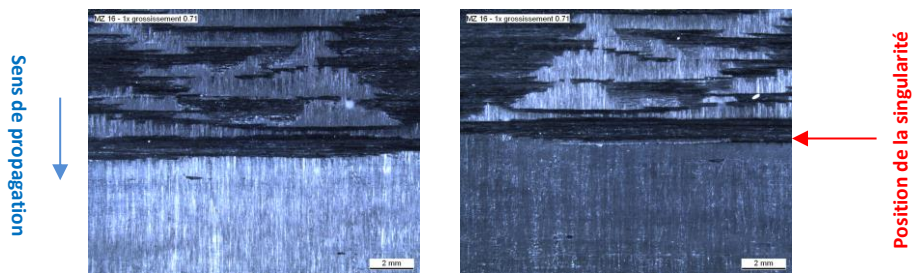 Sens de propagation
MZ 16 - 1x grossissement 0.71
2 mm
MZ 16 - 1x grossissement 0.71
2 mm
Position de la singularité